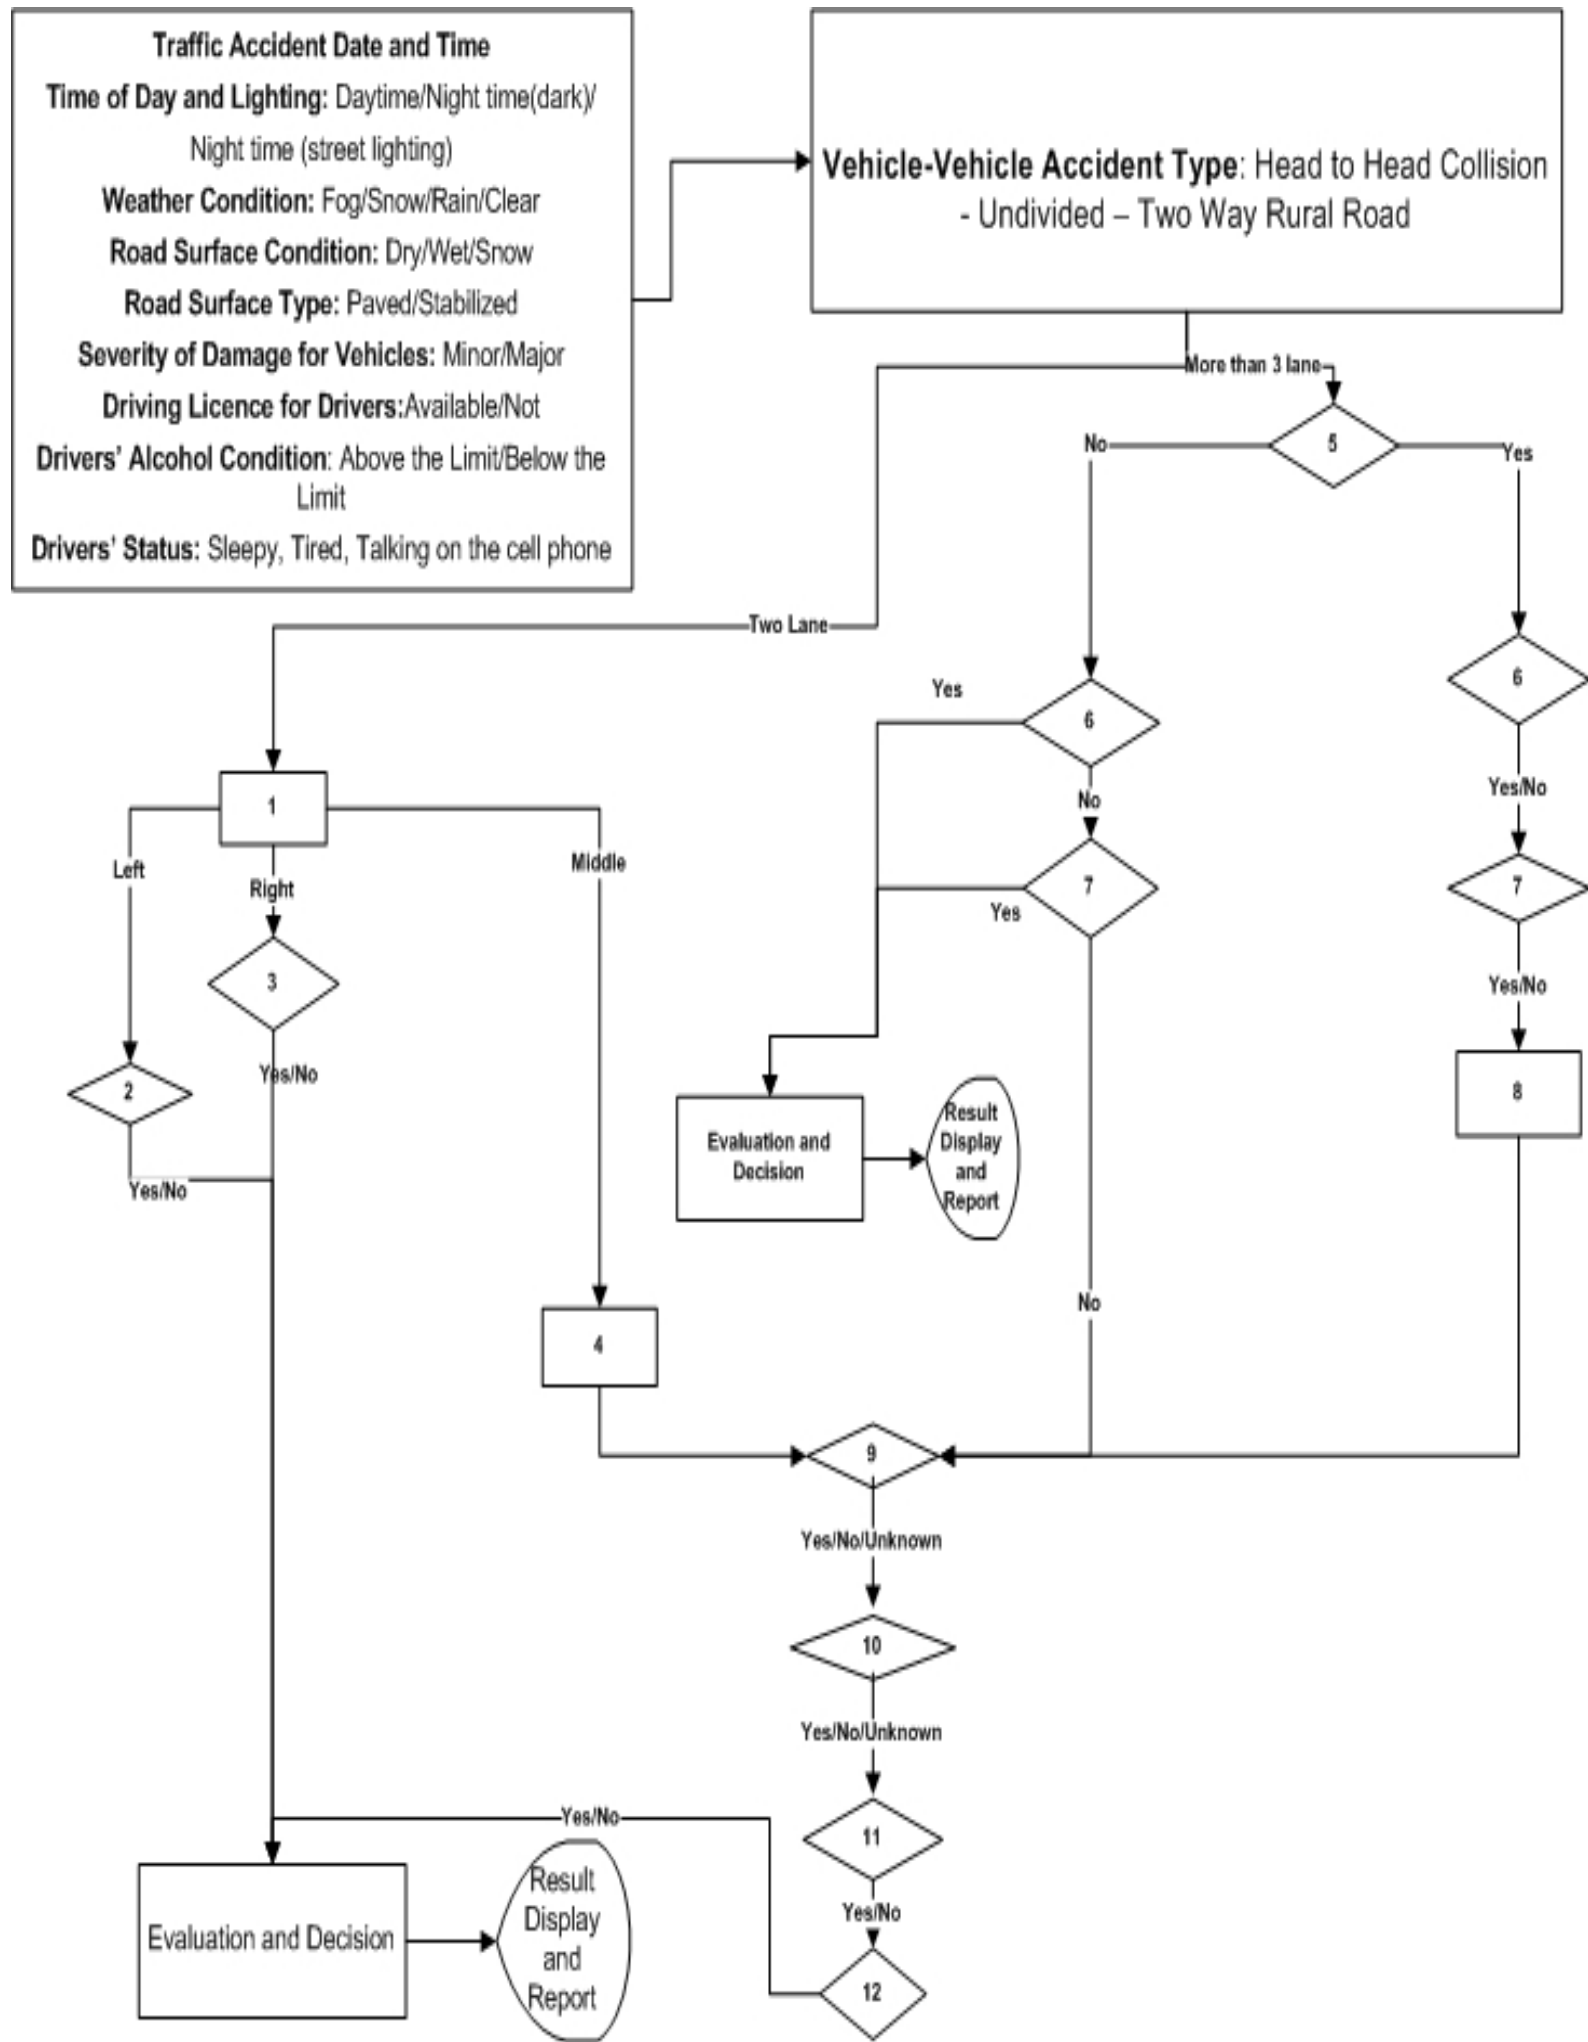 Traffic Accident Date and Time
Time of Day and Lighting: Daytime/Night time(dark)/
Night time (street lighting)
Weather Condition: Fog/Snow/Rain/Clear
Road Surface Condition: Dry/Wet/Snow
Road Surface Type: Paved/Stabilized
Severity of Damage for Vehicles: Minor/Major
Driving Licence for Drivers:Available/Not
Drivers’ Alcohol Condition: Above the Limit/Below the
Limit
Drivers’ Status: Sleepy, Tired, Talking on the cell phone
Vehicle-Vehicle Accident Type: Head to Head Collision
- Undivided – Two Way Rural Road
More than 3 lane
5
No
Yes
Two Lane
6
Yes
6
No
Yes/No
1
Left
Right
Middle
7
Yes
7
Yes/No
3
Yes/No
2
Yes/No
8
Evaluation and
Decision
Result
Display
and
Report
No
4
9
Yes/No/Unknown
10
Yes/No/Unknown
11
Yes/No
Yes/No
12
Evaluation and Decision
Result
Display
and
Report